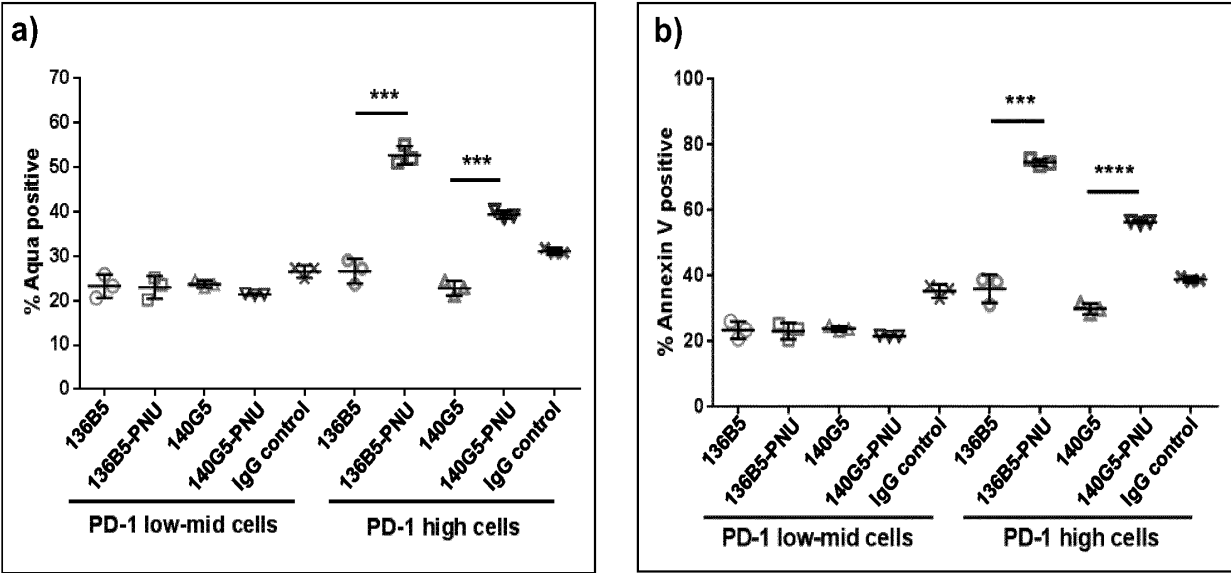 a)
% Aqua positive
70
60
50
40
30
20
10
0
***
***
136B5
136B5-PNU
140G5
140G5-PNU
IgG control
136B5
136B5-PNU
140G5
140G5-PNU
IgG control
PD-1 low-mid cells
PD-1 high cells
b)
% Annexin V positive
100
80
60
40
20
0
***
****
136B5
136B5-PNU
140G5
140G5-PNU
IgG control
136B5
136B5-PNU
140G5
140G5-PNU
IgG control
PD-1 low-mid cells
PD-1 high cells